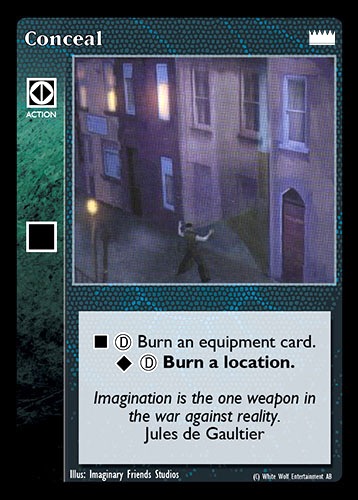 Conceal
ACTION
Ⓓ Burn an equipment card.
Ⓓ Burn a location.
Imagination is the one weapon in
the war against reality.
Jules de Gaultier
Illus: Imaginary Friends Studios
(C) White Wolf Entertainment AB